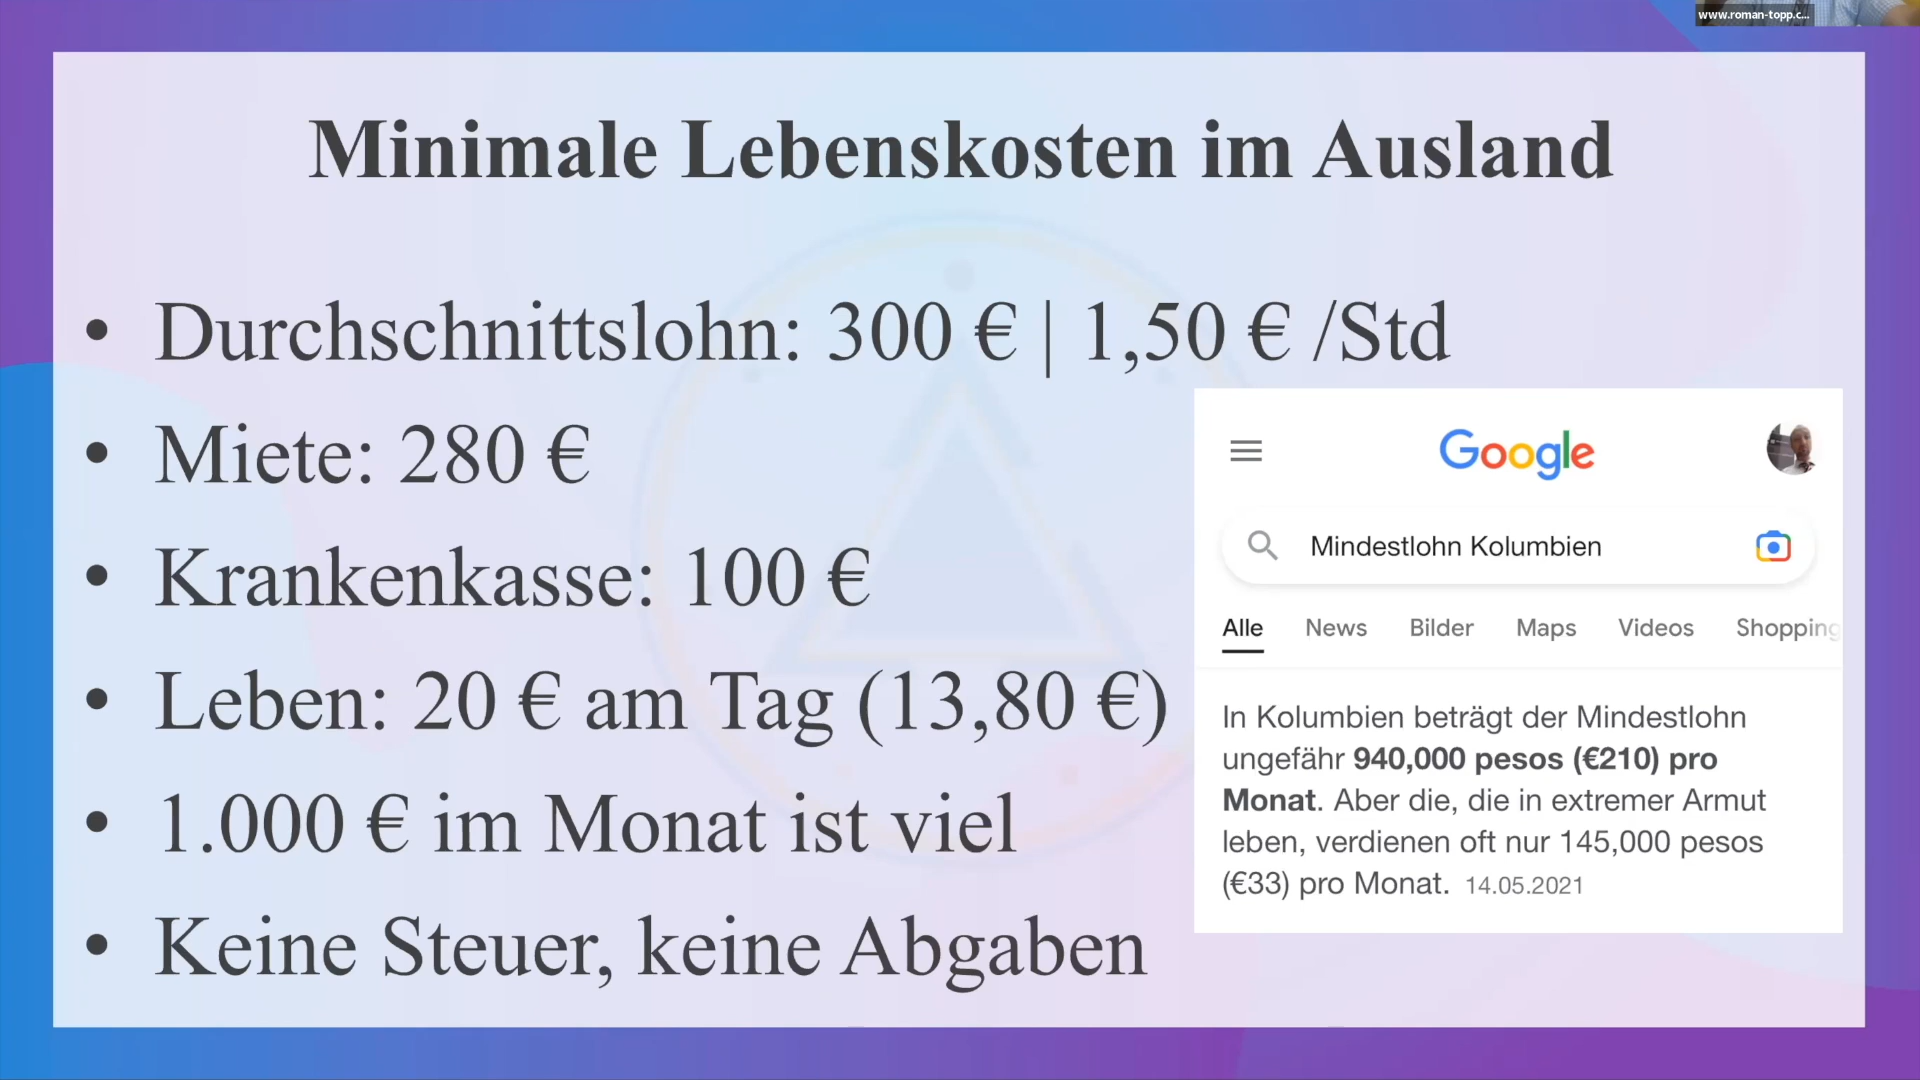 www.roman-topp.c...
Minimale Lebenskosten im Ausland
• Durchschnittslohn: 300 € | 1,50 € /Std
• Miete: 280 €
• Krankenkasse: 100 €
• Leben: 20 € am Tag (13,80 €)
• 1.000 € im Monat ist viel
• Keine Steuer, keine Abgaben
Google
Mindestlohn Kolumbien
Alle News Bilder Maps Videos Shopping
In Kolumbien beträgt der Mindestlohn
ungefähr 940,000 pesos (€210) pro
Monat. Aber die, die in extremer Armut
leben, verdienen oft nur 145,000 pesos
(€33) pro Monat. 14.05.2021